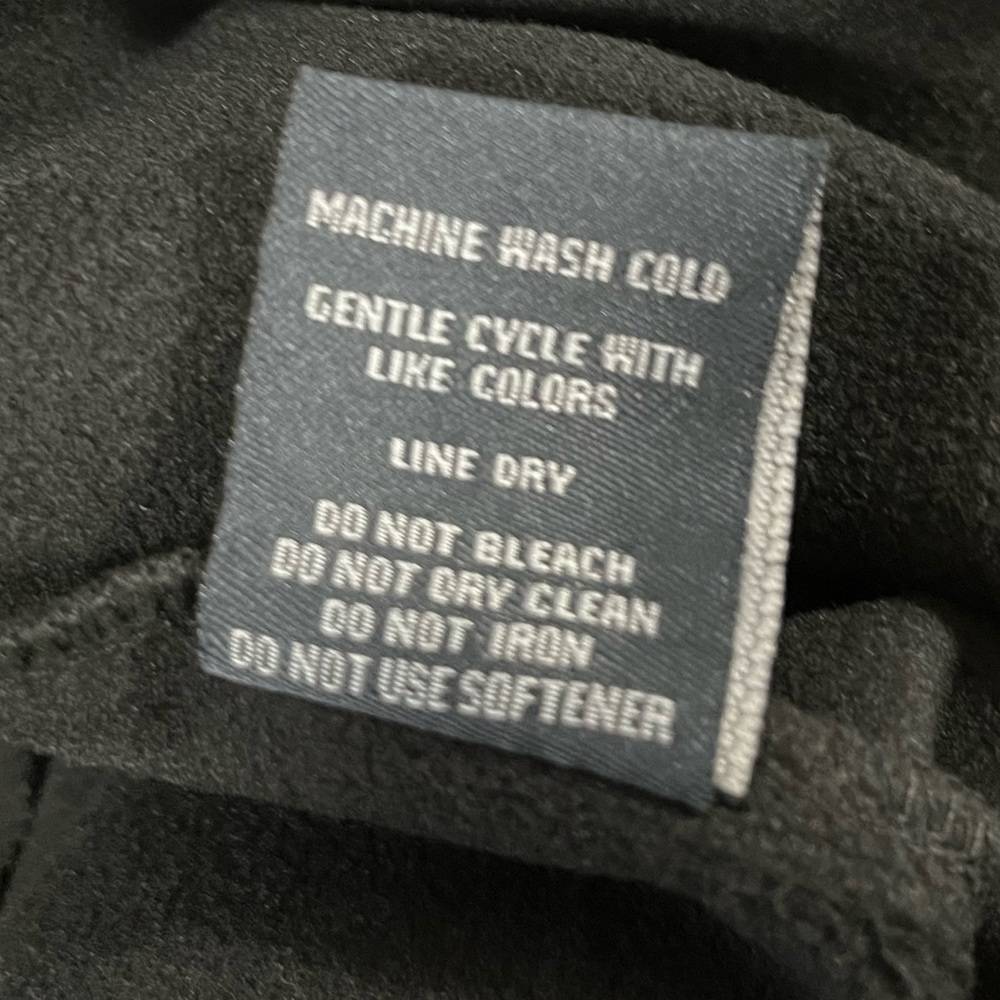 MACHINE WASH COLD
GENTLE CYCLE WITH
LIKE COLORS
LINE DRY
DO NOT BLEACH
DO NOT DRY CLEAN
DO NOT IRON
DO NOT USE SOFTENER